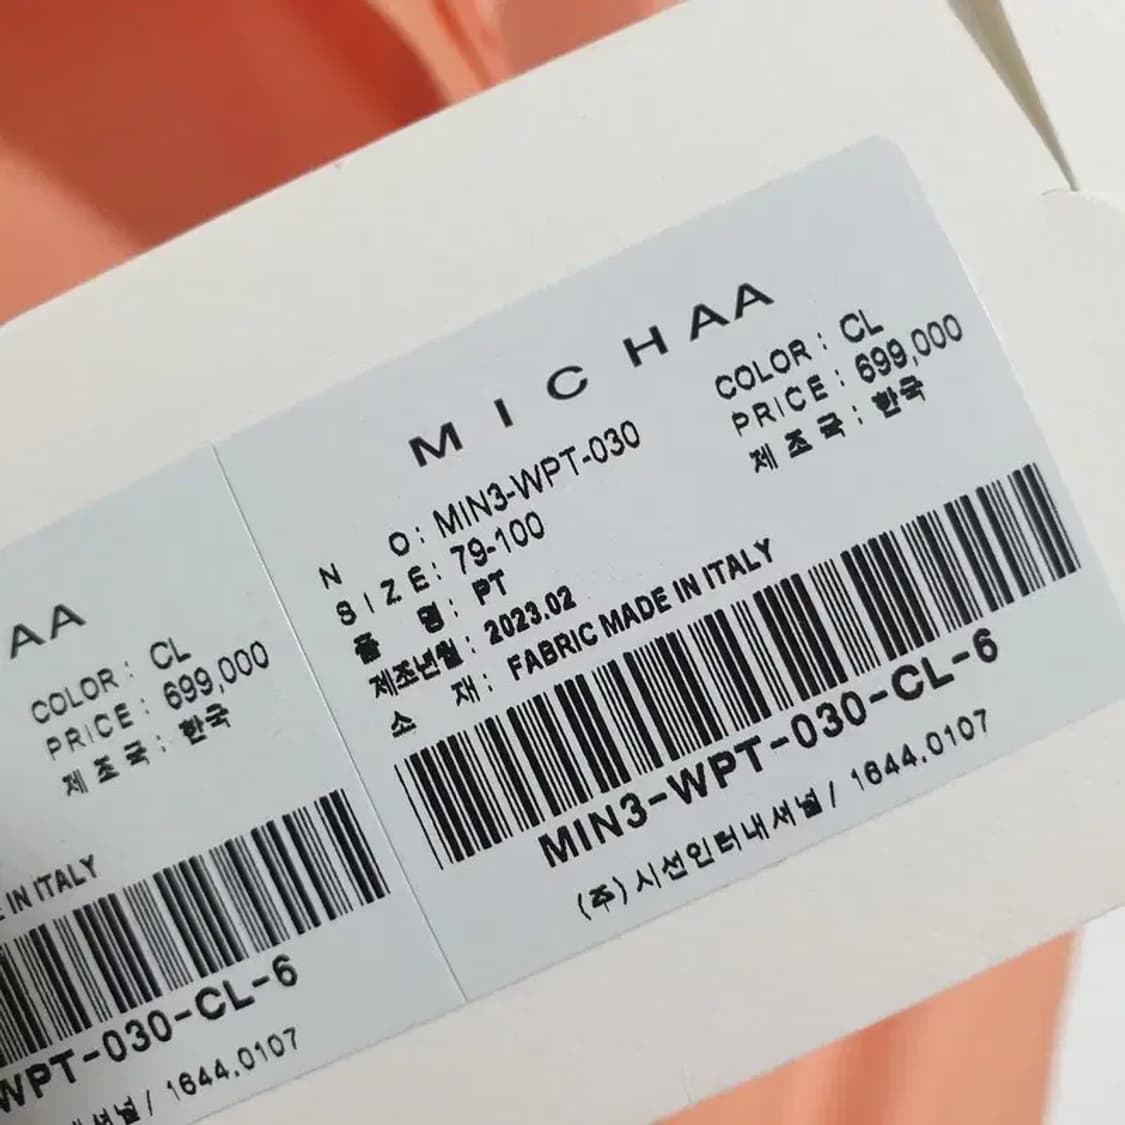 MICHAA
N O: MIN3-WPT-030
COLOR: CL
SIZE: 79-100
PRICE: 699,000
품 명: PT
제 조 국: 한국
제조년월: 2023.02
소 재: FABRIC MADE IN ITALY
MIN3-WPT-030-CL-6
(주)시선인터내셔널/ 1644.0107
AA
COLOR: CL
PRICE: 699,000
제 조 국: 한국
IN ITALY
WPT-030-CL-6
내셔널/ 1644.0107